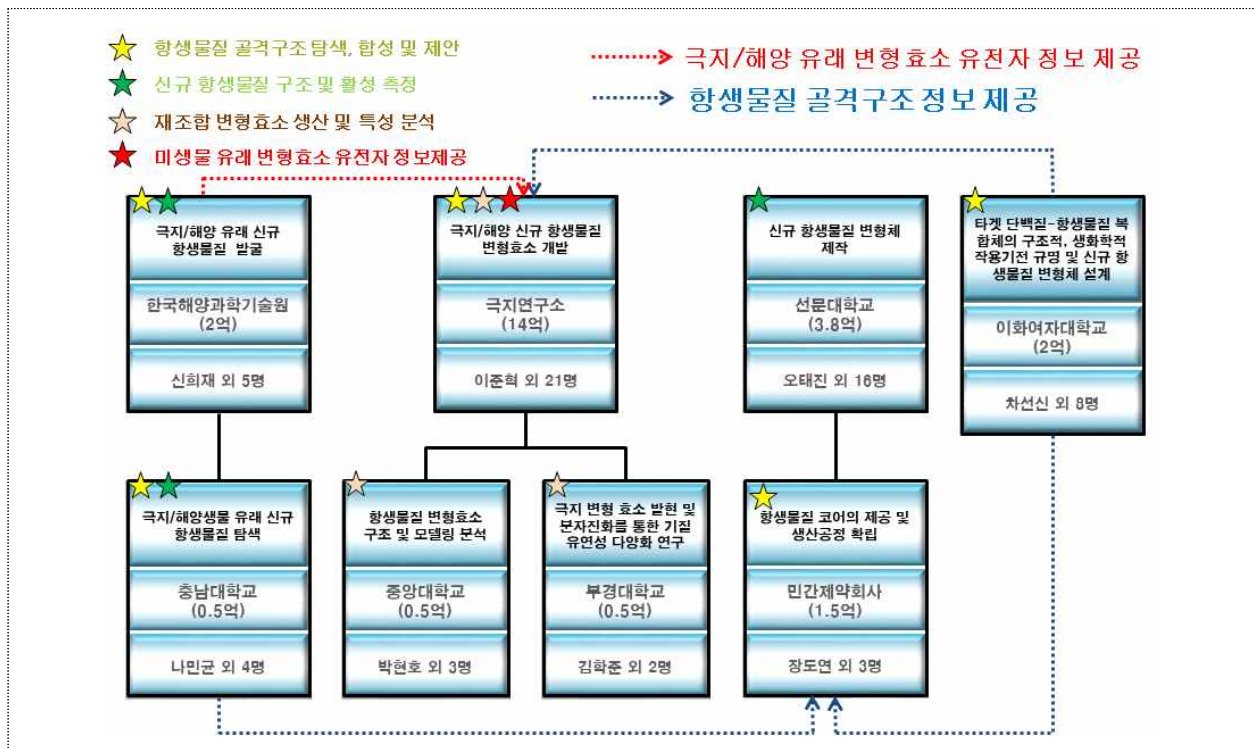 항생물질 골격구조 탐색, 합성 및 제안
신규 항생물질 구조 및 활성 측정
재조합 변형효소 생산 및 특성 분석
미생물 유래 변형효소 유전자 정보제공
극지/해양 유래 변형효소 유전자 정보 제공
항생물질 골격구조 정보 제공
극지/해양 유래 신규
항생물질 발굴
한국해양과학기술원
(2억)
신희재 외 5명
극지/해양 신규 항생물질
변형효소 개발
극지연구소
(14억)
이준혁 외 21명
신규 항생물질 변형체
제작
선문대학교
(3.8억)
오태진 외 16명
타겟 단백질-항생물질 복
합체의 구조적, 생화학적
작용기전 규명 및 신규 항
생물질 변형체 설계
이화여자대학교
(2억)
차선신 외 8명
극지/해양생물 유래 신규
항생물질 탐색
충남대학교
(0.5억)
나민균 외 4명
항생물질 변형효소
구조 및 모델링 분석
중앙대학교
(0.5억)
박현호 외 3명
극지 변형 효소 발현 및
분자진화를 통한 기질
유연성 다양화 연구
부경대학교
(0.5억)
김학준 외 2명
항생물질 코어의 제공 및
생산공정 확립
민간제약회사
(1.5억)
장도연 외 3명